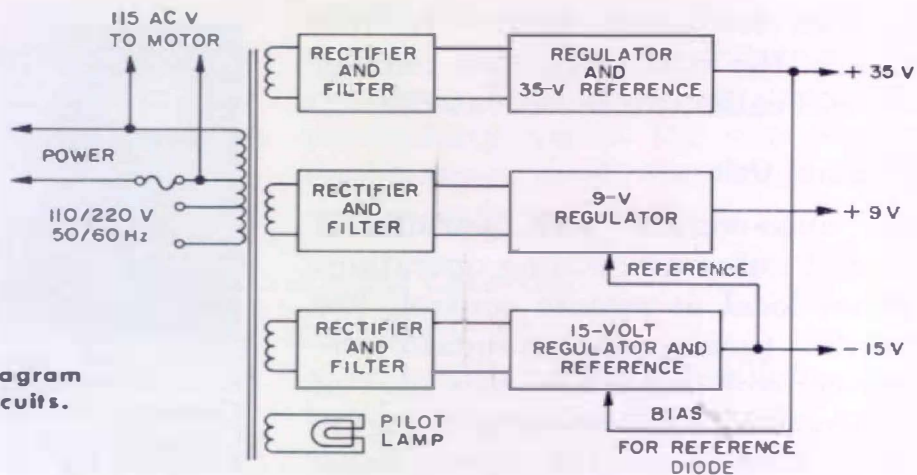 115 AC V
TO MOTOR
POWER
110/220 V
50/60 Hz
RECTIFIER
AND
FILTER
REGULATOR
AND
35-V REFERENCE
+ 35 V
RECTIFIER
AND
FILTER
9-V
REGULATOR
+ 9 V
REFERENCE
RECTIFIER
AND
FILTER
15-VOLT
REGULATOR AND
REFERENCE
- 15 V
agram
cuits.
PILOT
LAMP
BIAS
FOR REFERENCE
DIODE